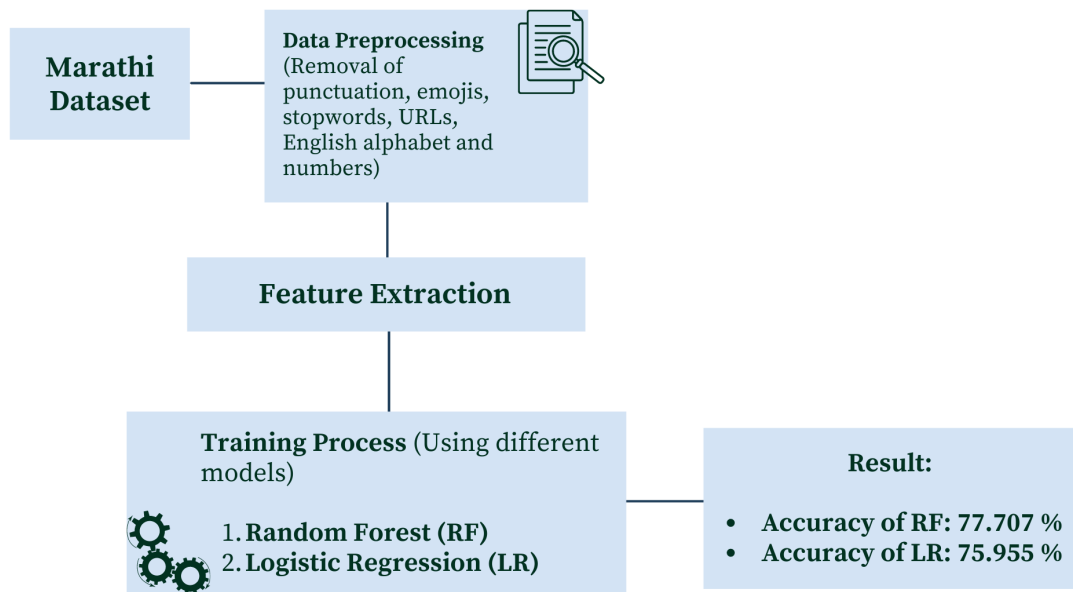 Marathi
Dataset
Data Preprocessing
(Removal of
punctuation, emojis,
stopwords, URLs,
English alphabet and
numbers)
Feature Extraction
Training Process (Using different
models)
1. Random Forest (RF)
2. Logistic Regression (LR)
Result:
• Accuracy of RF: 77.707 %
• Accuracy of LR: 75.955 %